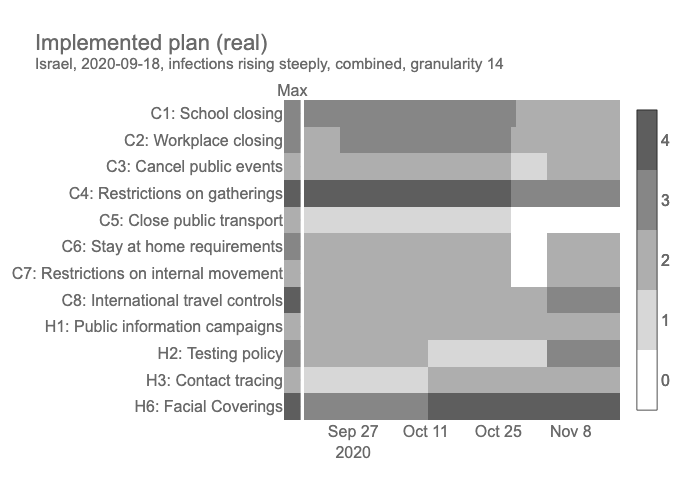 Implemented plan (real)
Israel, 2020-09-18, infections rising steeply, combined, granularity 14
Max
C1: School closing
C2: Workplace closing
C3: Cancel public events
C4: Restrictions on gatherings
C5: Close public transport
C6: Stay at home requirements
C7: Restrictions on internal movement
C8: International travel controls
H1: Public information campaigns
H2: Testing policy
H3: Contact tracing
H6: Facial Coverings
4
3
2
1
0
Sep 27 Oct 11 Oct 25 Nov 8
2020